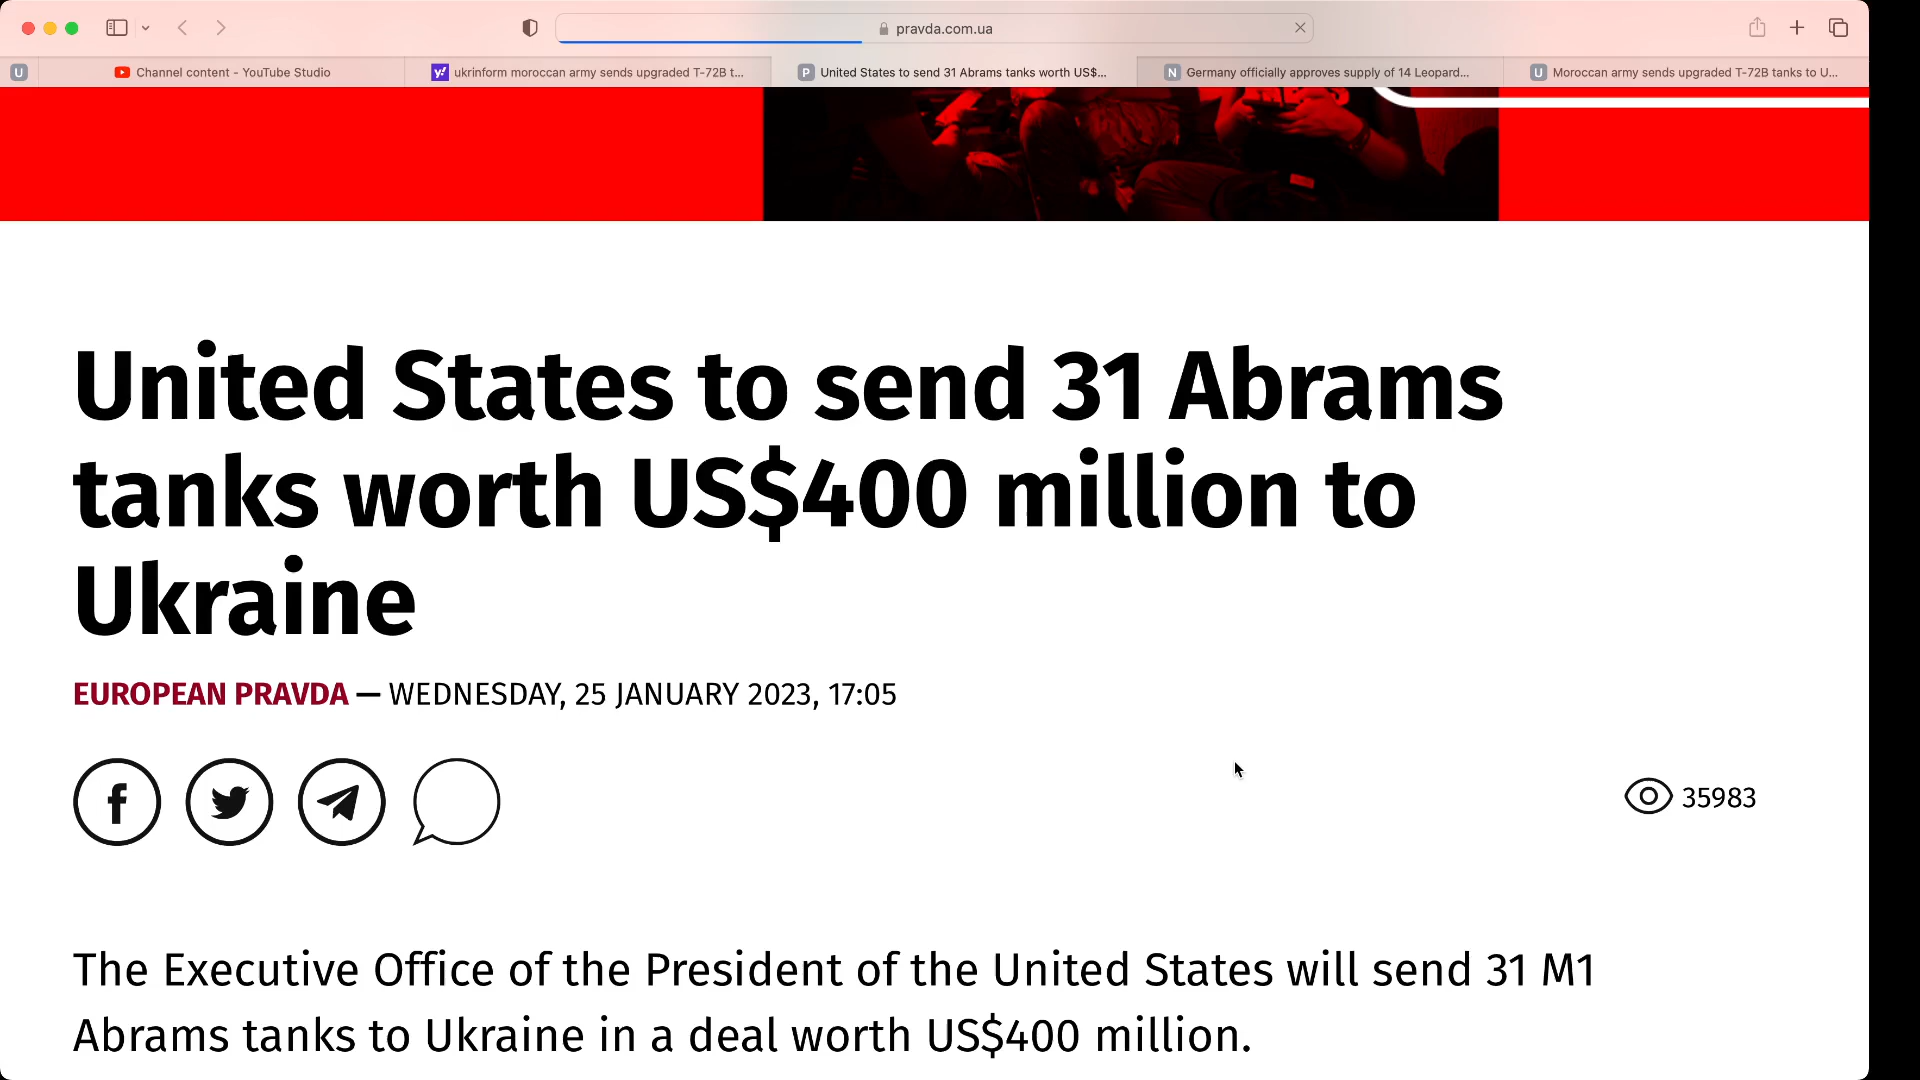 pravda.com.ua
U
Channel content - YouTube Studio
y! ukrinform moroccan army sends upgraded T-72B t...
P United States to send 31 Abrams tanks worth US$...
N Germany officially approves supply of 14 Leopard...
U Moroccan army sends upgraded T-72B tanks to U...
United States to send 31 Abrams
tanks worth US$400 million to
Ukraine
EUROPEAN PRAVDA — WEDNESDAY, 25 JANUARY 2023, 17:05
f
35983
The Executive Office of the President of the United States will send 31 M1
Abrams tanks to Ukraine in a deal worth US$400 million.